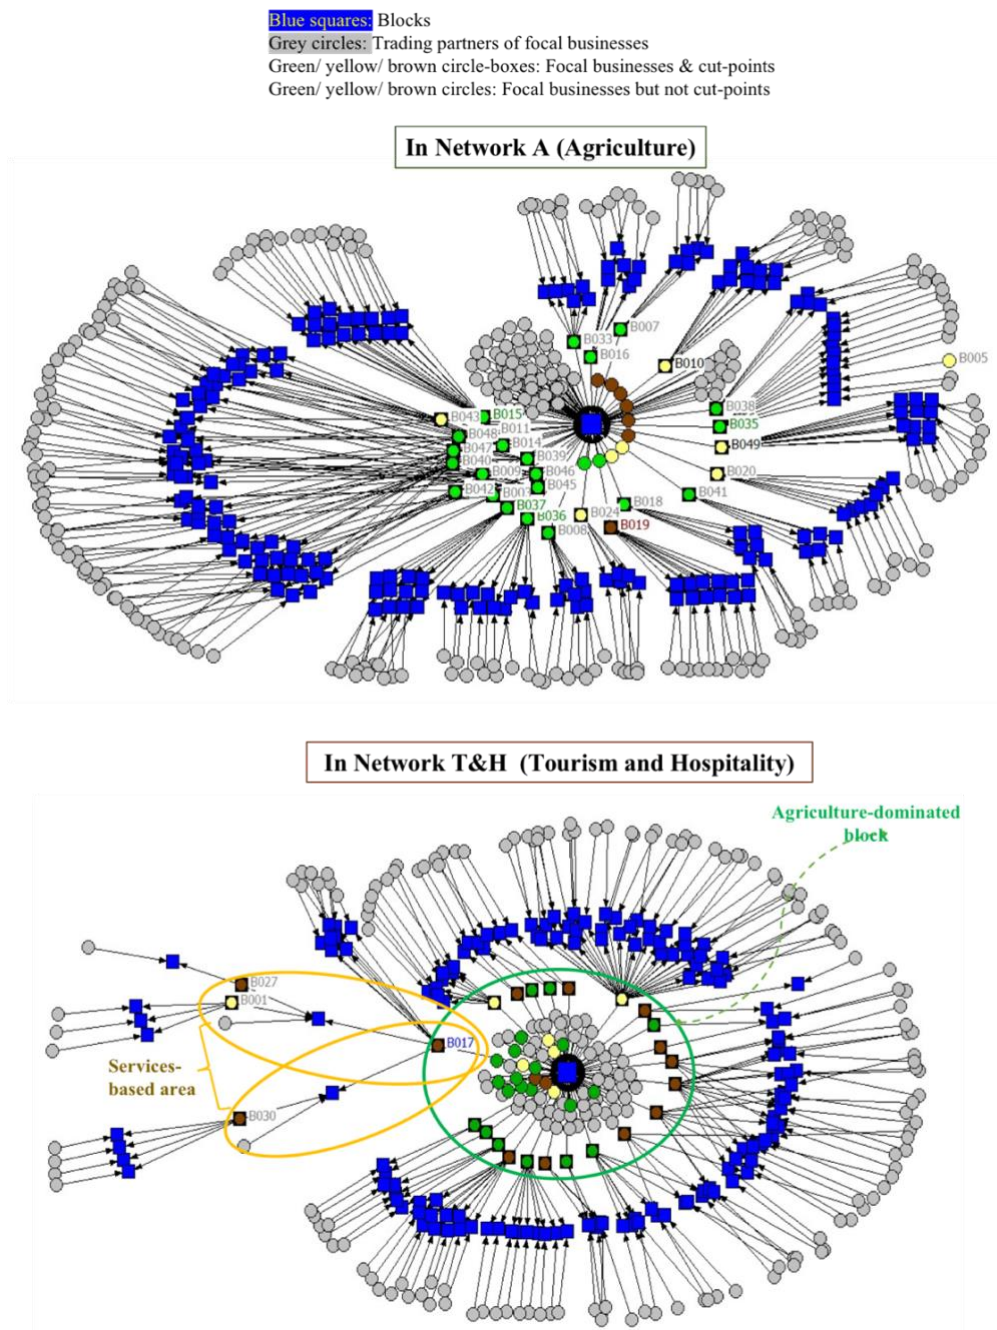 Blue squares: Blocks
Grey circles: Trading partners of focal businesses
Green/ yellow/ brown circle-boxes: Focal businesses & cut-points
Green/ yellow/ brown circles: Focal businesses but not cut-points
In Network A (Agriculture)
B007
B033
B016
B010
B005
B038
B035
B049
B020
B041
B043
B015
B011
B048
B014
B047
B039
B040
B009
B046
B045
B042
B003
B037
B036
B008
B024
B018
B019
In Network T&H (Tourism and Hospitality)
Agriculture-dominated
block
B027
B001
B017
Services-
based area
B030